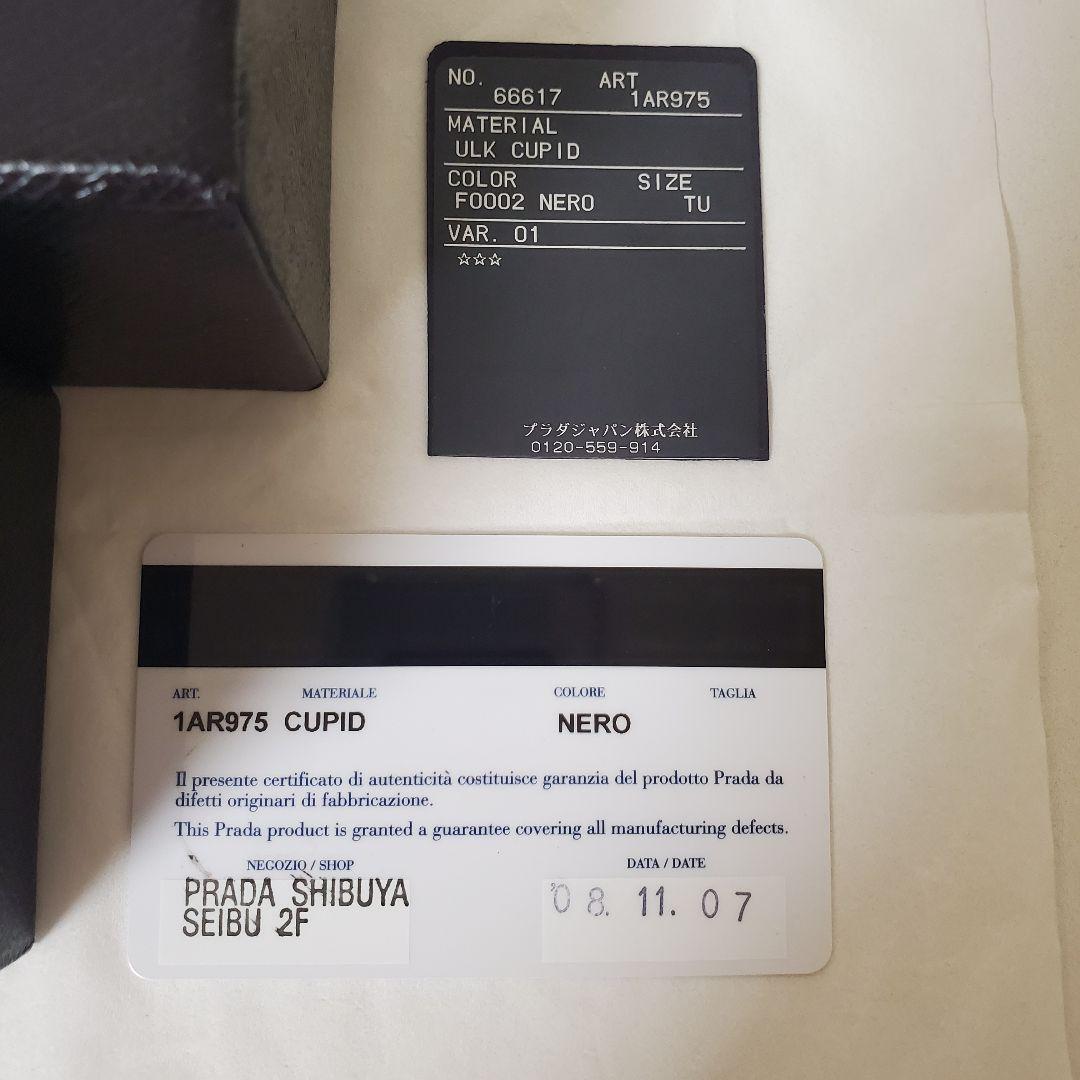 NO. ART
66617 1AR975
MATERIAL
ULK CUPID
COLOR SIZE
F0002 NERO TU
VAR. 01
☆☆☆
プラダジャパン株式会社
0120-559-914
ART. MATERIALE COLORE TAGLIA
1AR975 CUPID NERO
Il presente certificato di autenticità costituisce garanzia del prodotto Prada da
difetti originari di fabbricazione.
This Prada product is granted a guarantee covering all manufacturing defects.
NEGOZIO / SHOP DATA / DATE
PRADA SHIBUYA '08. 11. 07
SEIBU 2F